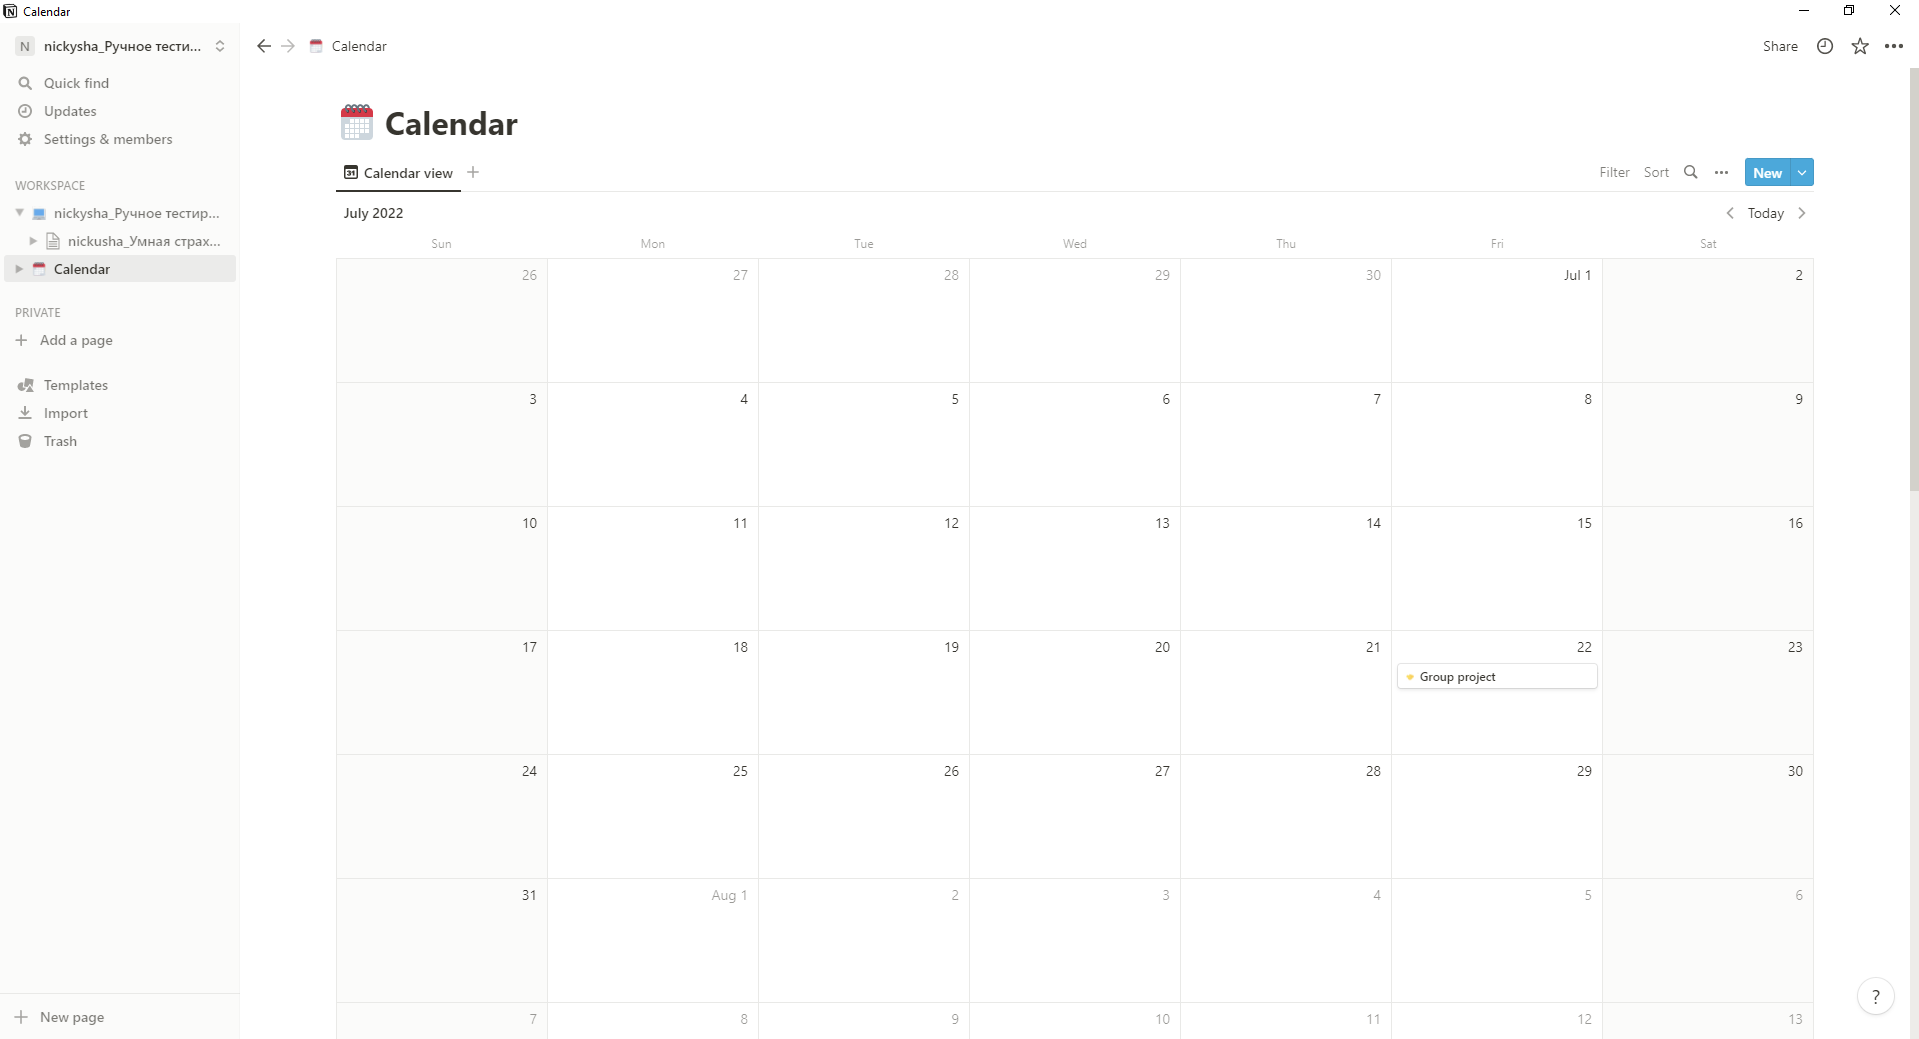 Calendar
N nickysha_Ручное тести...
Calendar
Share
Quick find
Updates
Settings & members
WORKSPACE
nickysha_Ручное тестир...
nickusha_Умная страх...
Calendar
PRIVATE
Add a page
Templates
Import
Trash
New page
Calendar
31 Calendar view
Filter Sort New
July 2022
Today
Sun Mon Tue Wed Thu Fri Sat
26 27 28 29 30 Jul 1 2
3 4 5 6 7 8 9
10 11 12 13 14 15 16
17 18 19 20 21 22 23
Group project
24 25 26 27 28 29 30
31 Aug 1 2 3 4 5 6
7 8 9 10 11 12 13
?